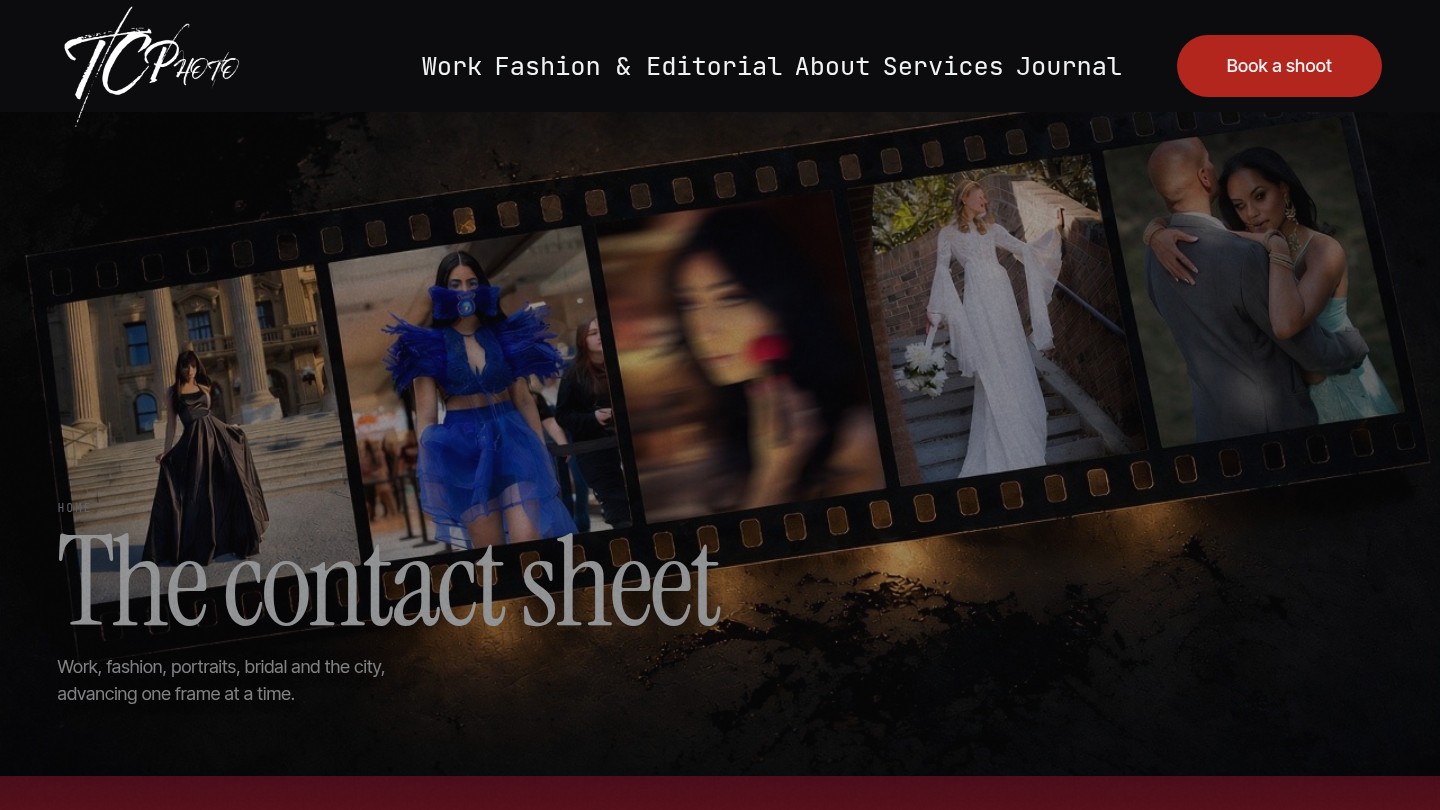 TCPHOTO
Work Fashion & Editorial About Services Journal
Book a shoot
HOME
The contact sheet
Work, fashion, portraits, bridal and the city,
advancing one frame at a time.